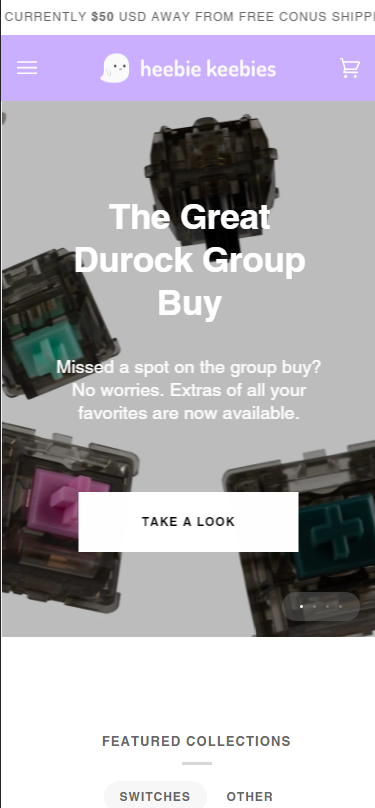 CURRENTLY $50 USD AWAY FROM FREE CONUS
heebie keebies
The Great
Durock Group
Buy
Missed a spot on the group buy?
No worries. Extras of all your
favorites are now available.
TAKE A LOOK
FEATURED COLLECTIONS
SWITCHES OTHER